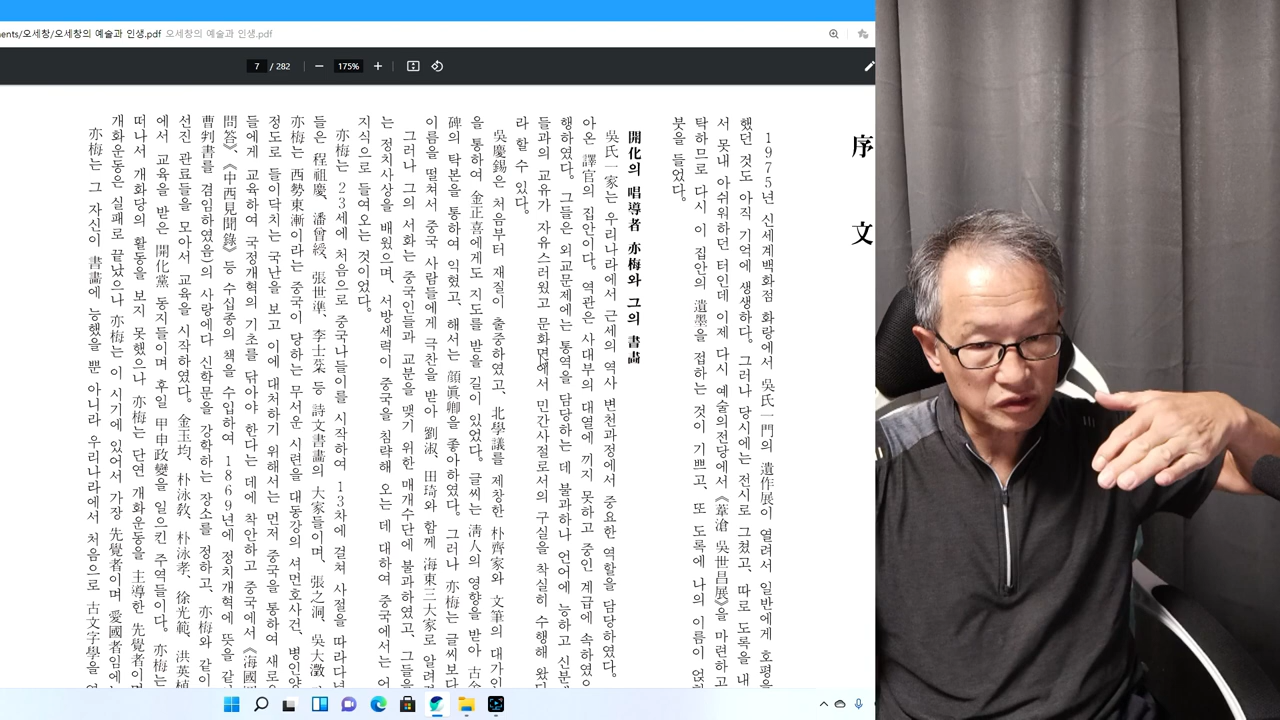 ments/오세창/오세창의 예술과 인생.pdf 오세창의 예술과 인생.pdf
7 / 282 175%
序 文
1975년 신세계백화점 화랑에서 吳氏一門의 遺作展이 열려서 일반에게 호평을
했던 것도 아직 기억에 생생하다. 그러나 당시에는 전시로 그쳤고, 따로 도록을 내
서 못내 아쉬워하던 터인데 이제 다시 예술의전당에서 《葦滄 吳世昌展》을 마련하고
탁하므로 다시 이 집안의 遺墨을 접하는 것이 기쁘고, 또 도록에 나의 이름이 얹
붓을 들었다.
開化의 唱導者 亦梅와 그의 書畵
吳氏一家는 우리나라에서 근세의 역사 변천과정에서 중요한 역할을 담당하였다.
아온 譯官의 집안이다. 역관은 사대부의 대열에 끼지 못하고 중인 계급에 속하였으
행하였다. 그들은 외교문제에는 통역을 담당하는 데 불과하나 언어에 능하고 신분
들과의 교유가 자유스러웠고 문화면에서 민간사절로서의 구실을 착실히 수행해 왔다
라 할 수 있다.
吳慶錫은 처음부터 재질이 출중하였고, 北學議를 제창한 朴齊家와 文筆의 대가인
을 통하여 金正喜에게도 지도를 받을 길이 있었다. 글씨는 淸人의 영향을 받아 古金
碑의 탁본을 통하여 익혔고, 해서는 顔眞卿을 좋아하였다. 그러나 亦梅는 글씨보다
이름을 떨쳐서 중국 사람들에게 극찬을 받아 劉淑, 田琦와 함께 海東三大家로 알려
그러나 그의 서화는 중국인들과 교분을 맺기 위한 매개수단에 불과하였고, 그들을
는 정치사상을 배웠으며, 서방세력이 중국을 침략해 오는 데 대하여 중국에서는 어
지식으로 들여오는 것이었다.
亦梅는 23세에 처음으로 중국나들이를 시작하여 13차에 걸쳐 사절을 따라다녔
들은 程祖慶, 潘曾綬, 張世準, 李士棻 등 詩文書畵의 大家들이며, 張之洞, 吳大澂
亦梅는 西勢東漸이라는 중국이 당하는 무서운 시련을 대동강의 셔먼호사건, 병인양
정도로 들이닥치는 국난을 보고 이에 대처하기 위해서는 먼저 중국을 통하여 새로운
들에게 교육하여 국정개혁의 기초를 닦아야 한다는 데에 착안하고 중국에서 《海國
問答》《中西見聞錄》 등 수십종의 책을 수입하여 1869년에 정치개혁에 뜻을 같
曹判書를 겸임하였음)의 사랑에다 신학문을 강학하는 장소를 정하고, 亦梅와 같이
선진 관료들을 모아서 교육을 시작하였다. 金玉均, 朴泳敎, 朴泳孝, 徐光範, 洪英植
에서 교육을 받은 開化黨 동지들이며 후일 甲申政變을 일으킨 주역들이다. 亦梅는
떠나서 개화당의 활동을 보지 못했으나 亦梅는 단연 개화운동을 主導한 先覺者이며
개화운동은 실패로 끝났으나 亦梅는 이 시기에 있어서 가장 先覺者이며 愛國者임에는
亦梅는 그 자신이 書畵에 능했을 뿐 아니라 우리나라에서 처음으로 古文字學을 연